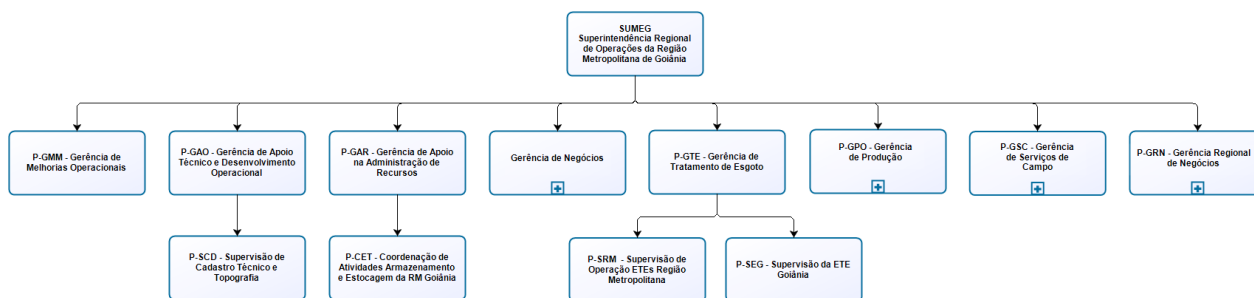 SUMEG
Superintendência Regional
de Operações da Região
Metropolitana de Goiânia
P-GMM - Gerência de
Melhorias Operacionais
P-GAO - Gerência de Apoio
Técnico e Desenvolvimento
Operacional
P-GAR - Gerência de Apoio
na Administração de
Recursos
Gerência de Negócios
P-GTE - Gerência de
Tratamento de Esgoto
P-GPO - Gerência
de Produção
P-GSC - Gerência
de Serviços de
Campo
P-GRN - Gerência Regional
de Negócios
P-SCD - Supervisão de
Cadastro Técnico e
Topografia
P-CET - Coordenação de
Atividades Armazenamento
e Estocagem da RM Goiânia
P-SRM - Supervisão de
Operação ETEs Região
Metropolitana
P-SEG - Supervisão da ETE
Goiânia